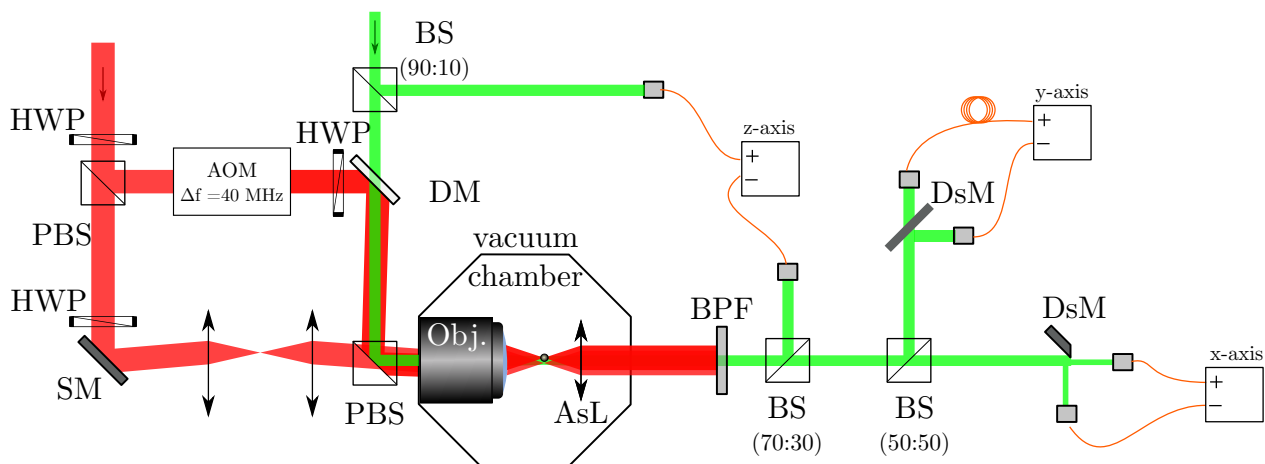 BS
(90:10)
HWP
HWP
AOM
Δf =40 MHz
DM
PBS
z-axis
+
−
y-axis
+
−
DsM
vacuum
chamber
HWP
SM
Obj.
PBS
AsL
BPF
BS
(70:30)
BS
(50:50)
DsM
x-axis
+
−